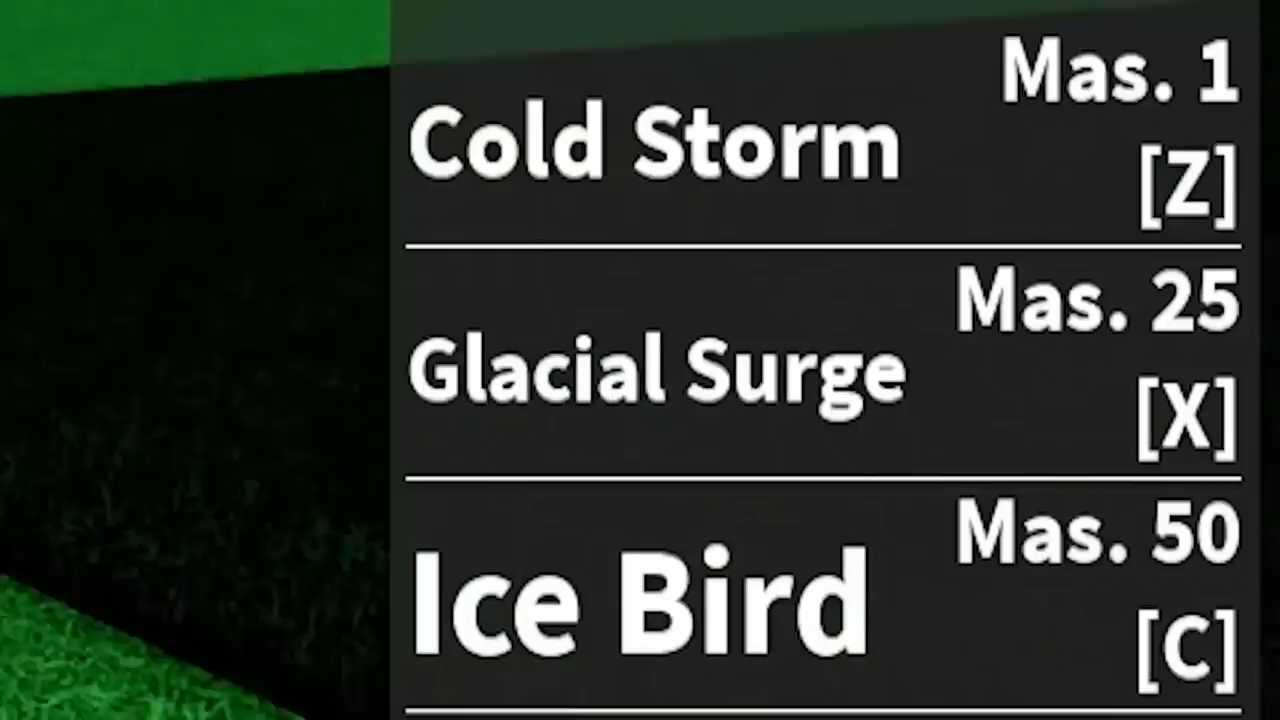 Mas. 1
Cold Storm
[Z]
Mas. 25
Glacial Surge
[X]
Mas. 50
Ice Bird
[C]